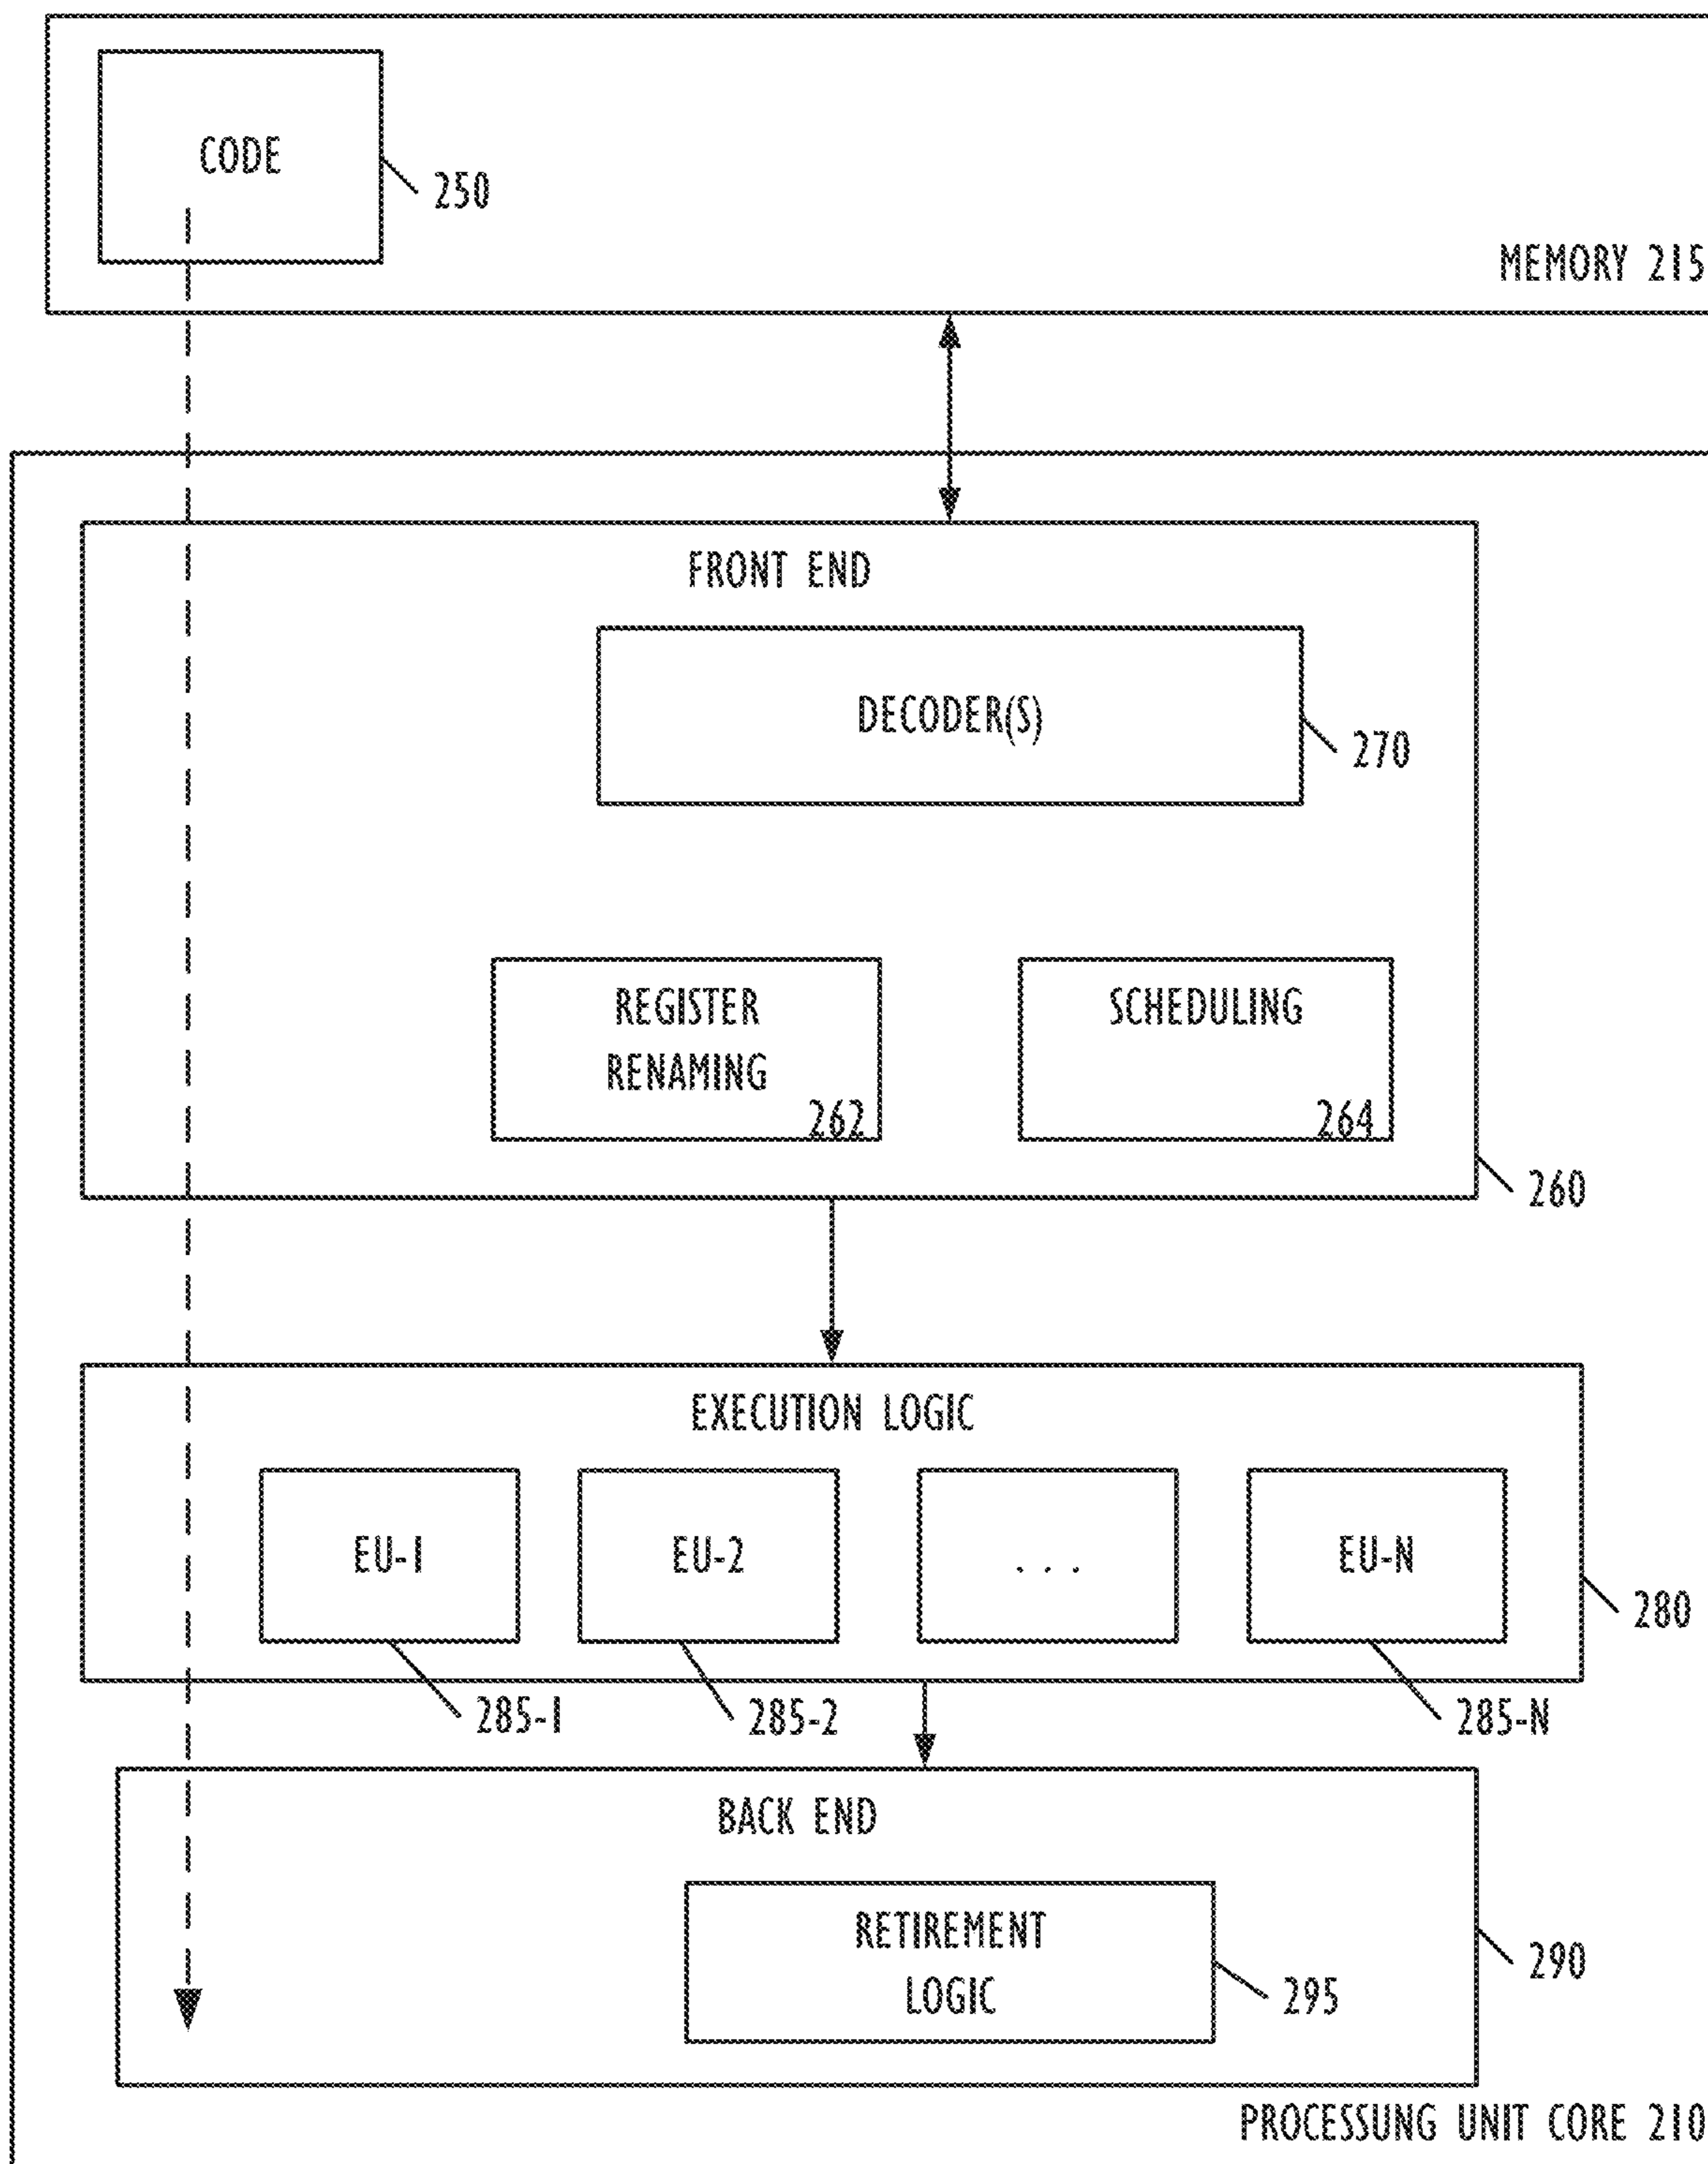 CODE
250
MEMORY 215
FRONT END
DECODER(S)
270
REGISTER
RENAMING
262
SCHEDULING
264
260
EXECUTION LOGIC
EU-1
EU-2
. . .
EU-N
280
285-1
285-2
285-N
BACK END
RETIREMENT
LOGIC
290
295
PROCESSUNG UNIT CORE 210